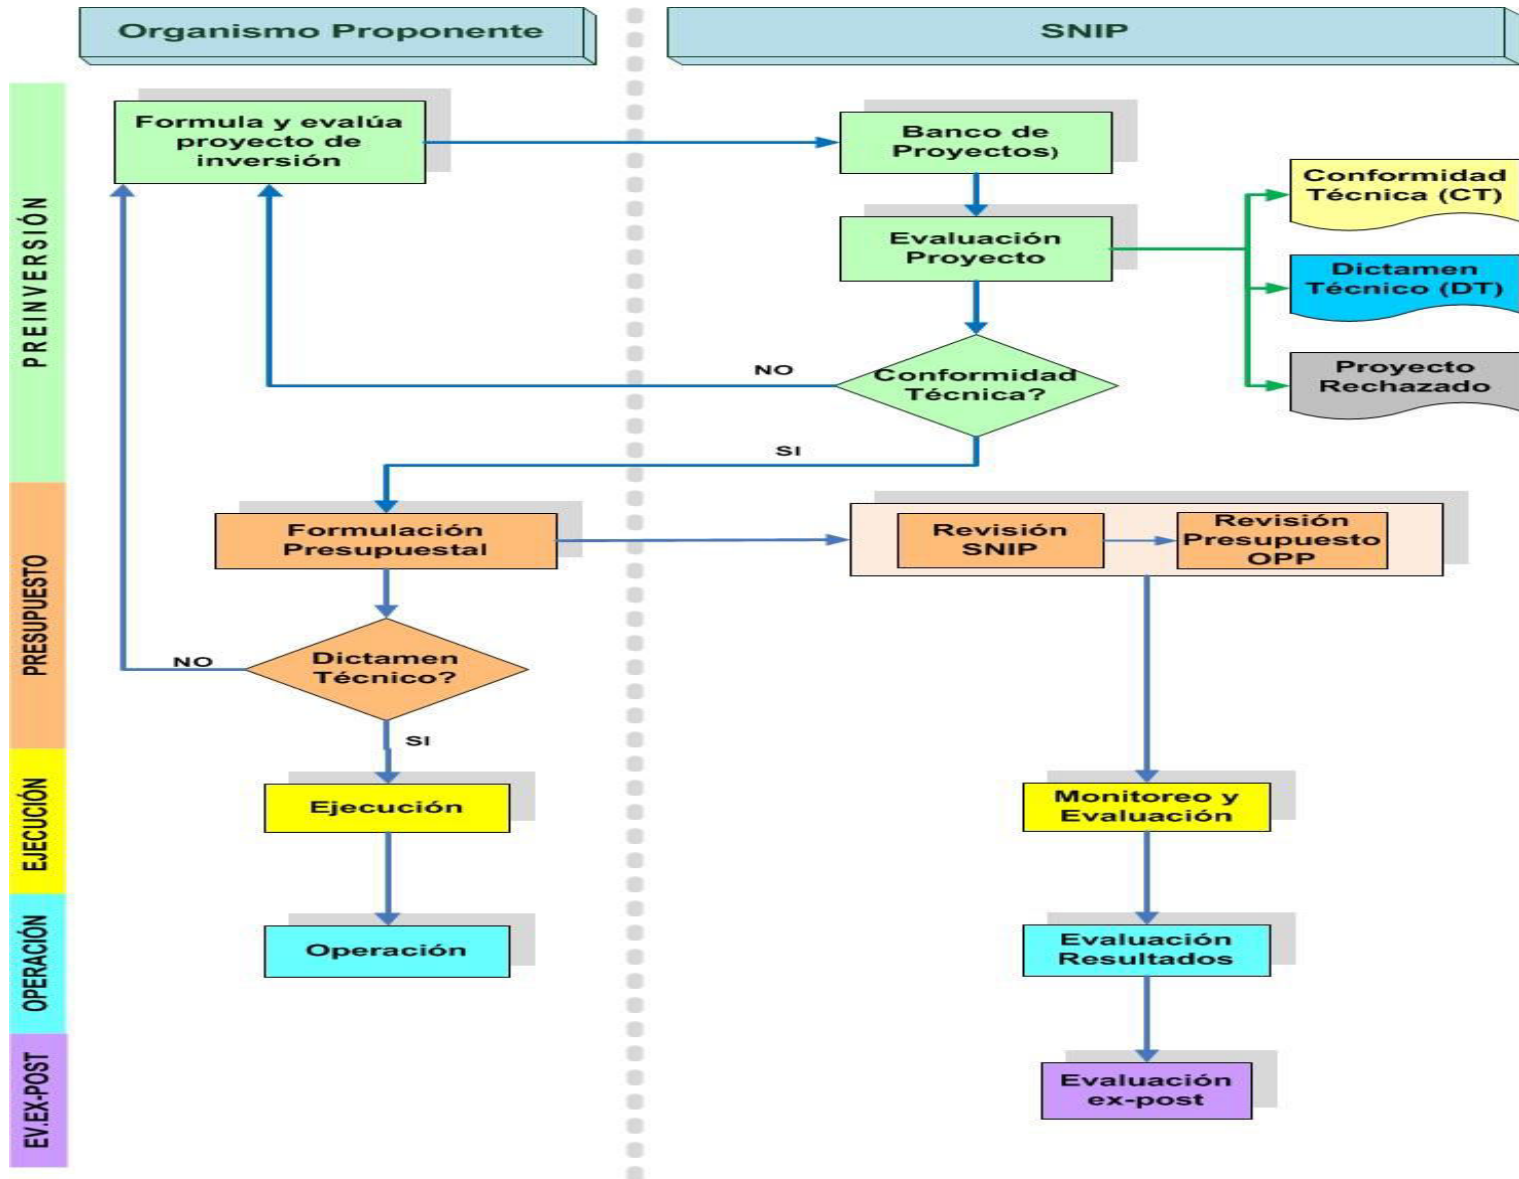 Organismo Proponente
SNIP
PREINVERSIÓN
Formula y evalúa
proyecto de
inversión
Banco de
Proyectos)
Evaluación
Proyecto
Conformidad
Técnica (CT)
Dictamen
Técnico (DT)
Proyecto
Rechazado
NO
Conformidad
Técnica?
SI
PRESUPUESTO
Formulación
Presupuestal
Revisión
SNIP
Revisión
Presupuesto
OPP
NO
Dictamen
Técnico?
SI
EJECUCIÓN
Ejecución
Monitoreo y
Evaluación
OPERACIÓN
Operación
Evaluación
Resultados
EV.EX-POST
Evaluación
ex-post